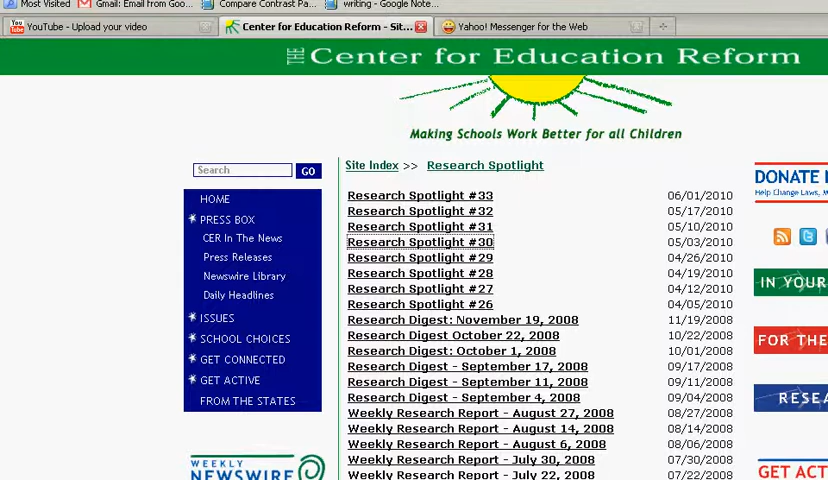 Most Visited Gmail: Email from Goo... Compare Contrast Pa... writing - Google Note...
YouTube - Upload your video Center for Education Reform - Sit... Yahoo! Messenger for the Web
THE Center for Education Reform
Making Schools Work Better for all Children
Search GO
HOME
PRESS BOX
CER In The News
Press Releases
Newswire Library
Daily Headlines
ISSUES
SCHOOL CHOICES
GET CONNECTED
GET ACTIVE
FROM THE STATES
WEEKLY
NEWSWIRE
Site Index >> Research Spotlight
Research Spotlight #33 06/01/2010
Research Spotlight #32 05/17/2010
Research Spotlight #31 05/10/2010
Research Spotlight #30 05/03/2010
Research Spotlight #29 04/26/2010
Research Spotlight #28 04/19/2010
Research Spotlight #27 04/12/2010
Research Spotlight #26 04/05/2010
Research Digest: November 19, 2008 11/19/2008
Research Digest October 22, 2008 10/22/2008
Research Digest: October 1, 2008 10/01/2008
Research Digest - September 17, 2008 09/17/2008
Research Digest - September 11, 2008 09/11/2008
Research Digest - September 4, 2008 09/04/2008
Weekly Research Report - August 27, 2008 08/27/2008
Weekly Research Report - August 14, 2008 08/14/2008
Weekly Research Report - August 6, 2008 08/06/2008
Weekly Research Report - July 30, 2008 07/30/2008
Weekly Research Report - July 22, 2008 07/22/2008
DONATE
Help Change Laws,
IN YOUR
FOR THE
RESEA
GET ACT